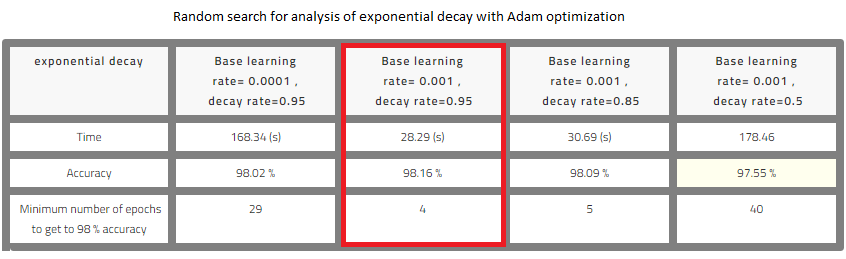 Random search for analysis of exponential decay with Adam optimization
exponential decay
Base learning
rate= 0.0001 ,
decay rate=0.95
Base learning
rate= 0.001 ,
decay rate=0.95
Base learning
rate= 0.001 ,
decay rate=0.85
Base learning
rate= 0.001 ,
decay rate=0.5
Time
168.34 (s)
28.29 (s)
30.69 (s)
178.46
Accuracy
98.02 %
98.16 %
98.09 %
97.55 %
Minimum number of epochs
to get to 98 % accuracy
29
4
5
40